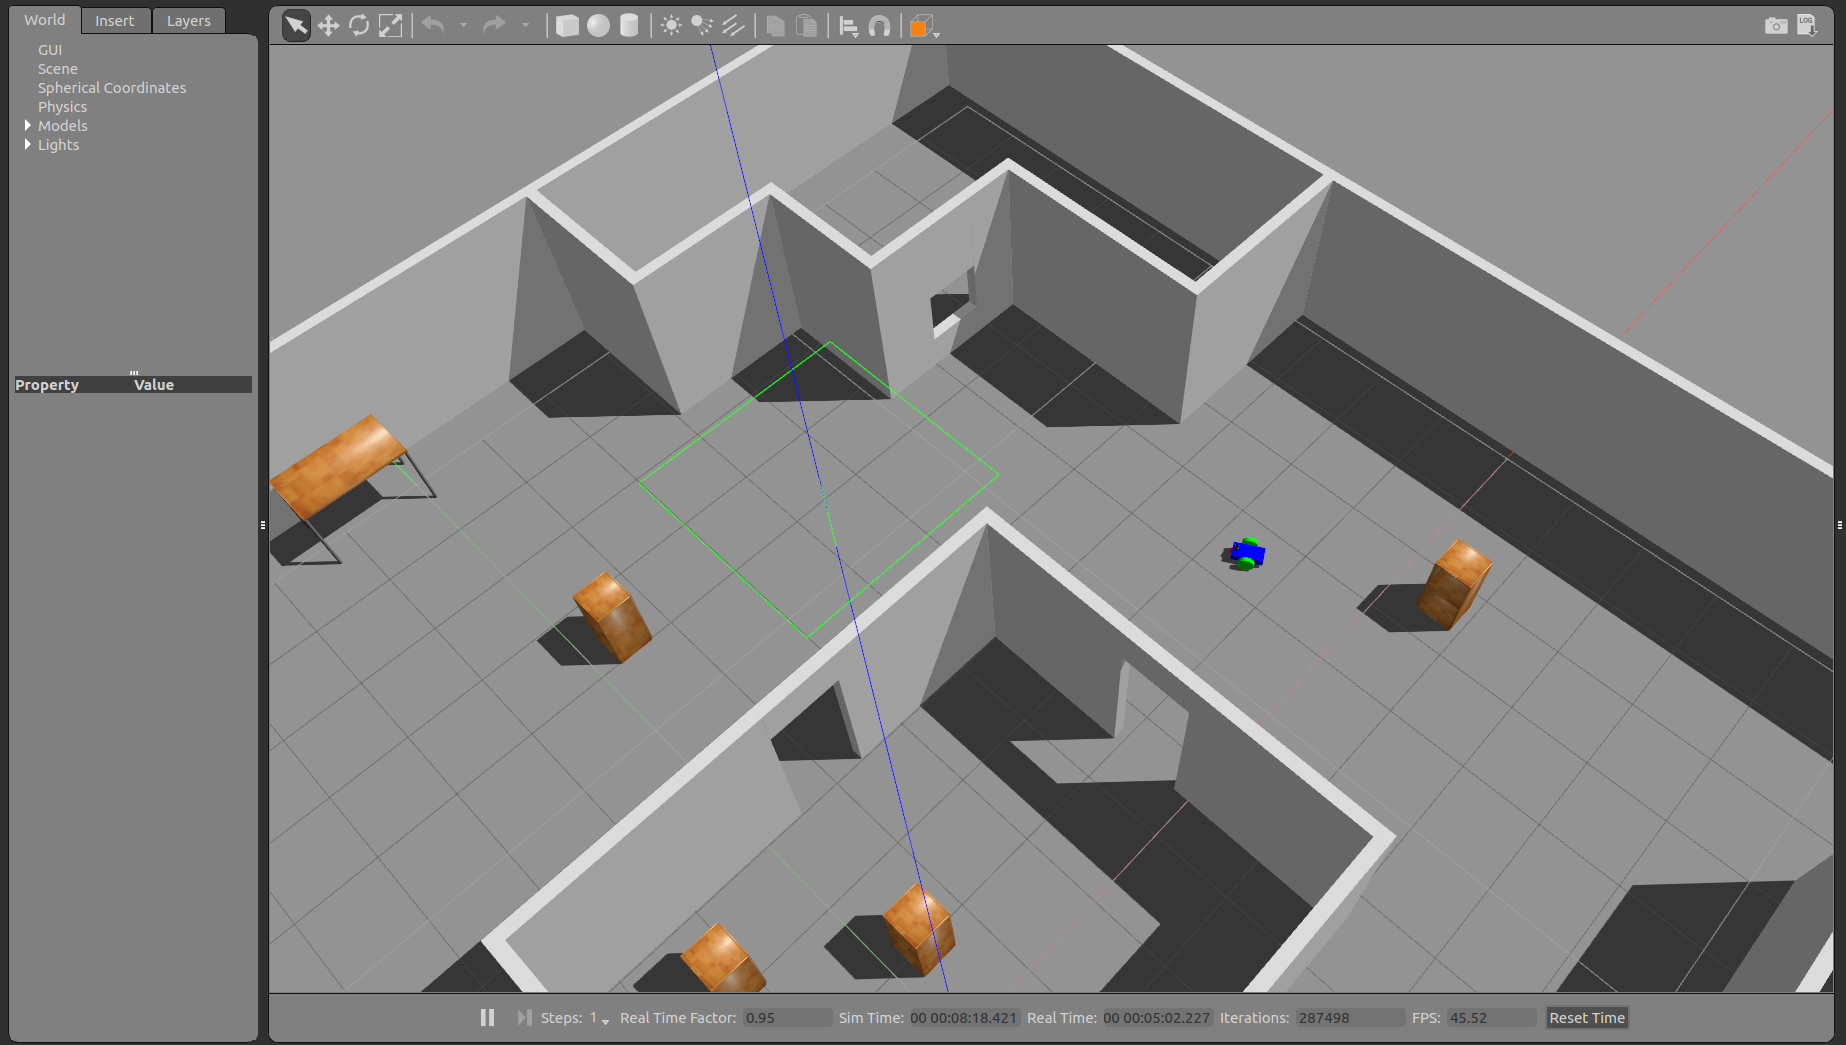 World Insert Layers
GUI
Scene
Spherical Coordinates
Physics
Models
Lights
Property Value
LOG
Steps: 1 Real Time Factor: 0.95 Sim Time: 00 00:08:18.421 Real Time: 00 00:05:02.227 Iterations: 287498 FPS: 45.52 Reset Time